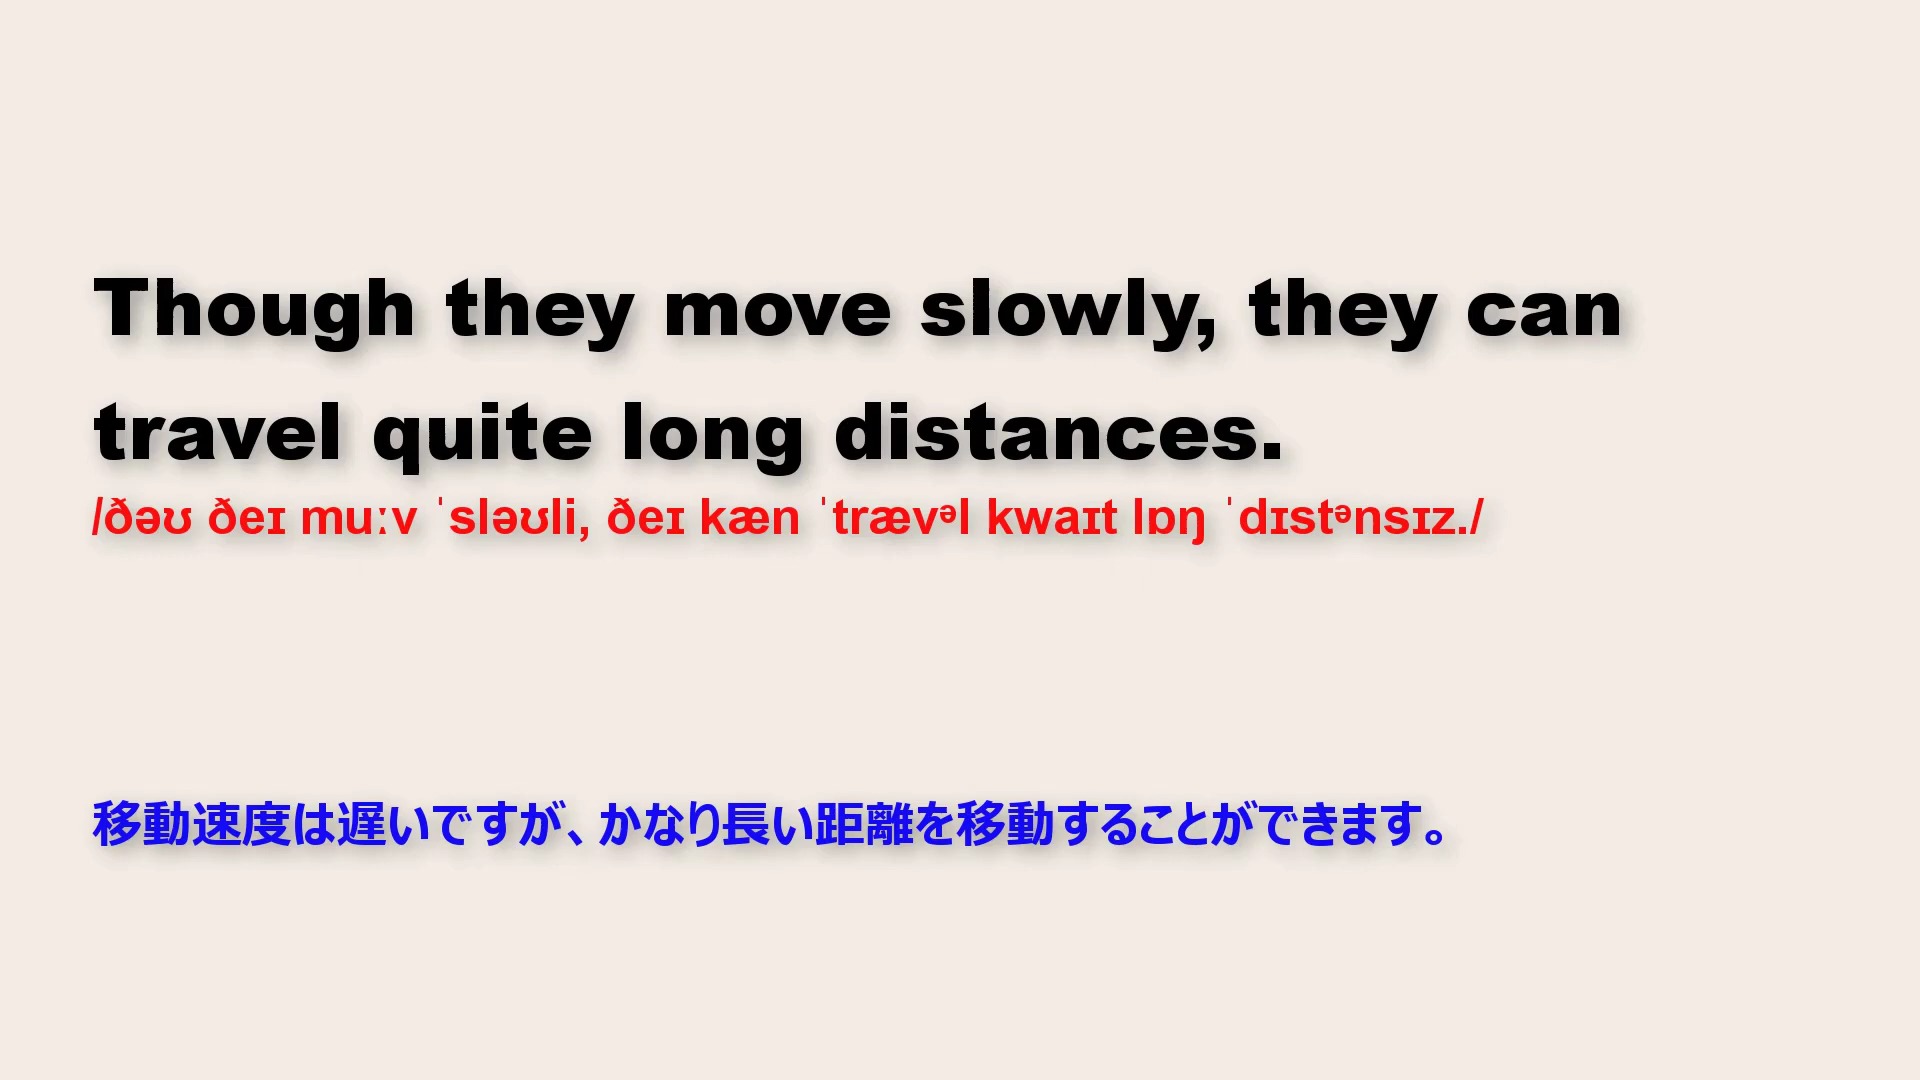 Though they move slowly, they can
travel quite long distances.
/ðəʊ ðeɪ muːv ˈsləʊli, ðeɪ kæn ˈtrævᵊl kwaɪt lɒŋ ˈdɪstᵊnsɪz./
移動速度は遅いですが、かなり長い距離を移動することができます。